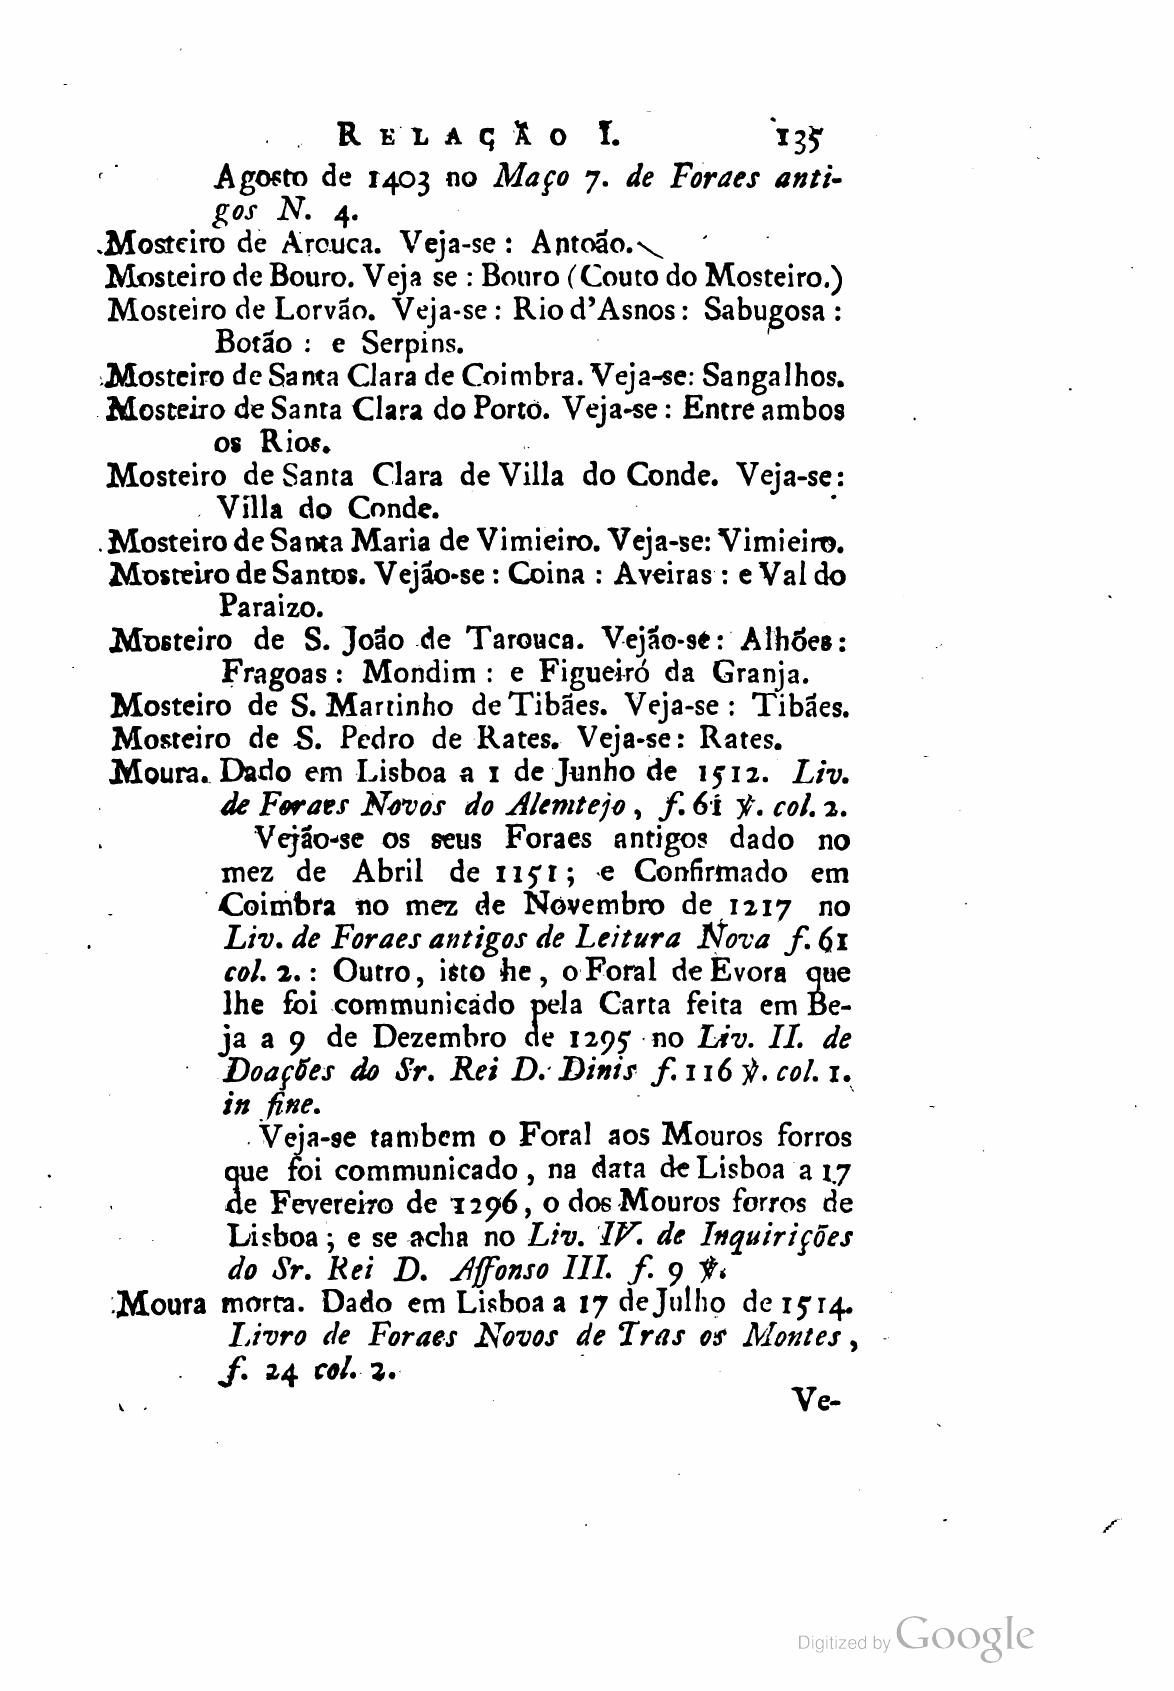 RELAÇÃO I. 135
Agosto de 1403 no Maço 7. de Foraes anti-
gos N. 4.
Mosteiro de Arouca. Veja-se : Antoão.
Mosteiro de Bouro. Veja se : Bouro (Couto do Mosteiro.)
Mosteiro de Lorvão. Veja-se : Rio d'Asnos : Sabugosa :
Botão : e Serpins.
Mosteiro de Santa Clara de Coimbra. Veja-se: Sangalhos.
Mosteiro de Santa Clara do Porto. Veja-se : Entre ambos
os Rios.
Mosteiro de Santa Clara de Villa do Conde. Veja-se:
Villa do Conde.
Mosteiro de Santa Maria de Vimieiro. Veja-se: Vimieiro.
Mosteiro de Santos. Vejão-se : Coina : Aveiras : e Val do
Paraizo.
Mosteiro de S. João de Tarouca. Vejão-se : Alhões :
Fragoas : Mondim : e Figueiró da Granja.
Mosteiro de S. Martinho de Tibães. Veja-se : Tibães.
Mosteiro de S. Pedro de Rates. Veja-se : Rates.
Moura. Dado em Lisboa a 1 de Junho de 1512. Liv.
de Foraes Novos do Alemtejo, f. 61 ℣. col. 2.
Vejão-se os seus Foraes antigos dado no
mez de Abril de 1151; e Confirmado em
Coimbra no mez de Novembro de 1217 no
Liv. de Foraes antigos de Leitura Nova f. 61
col. 2. : Outro, isto he, o Foral de Evora que
lhe foi communicado pela Carta feita em Be-
ja a 9 de Dezembro de 1295 no Liv. II. de
Doações do Sr. Rei D. Dinis f. 116 ℣. col. 1.
in fine.
Veja-se tambem o Foral aos Mouros forros
que foi communicado, na data de Lisboa a 17
de Fevereiro de 1296, o dos Mouros forros de
Lisboa; e se acha no Liv. IV. de Inquirições
do Sr. Rei D. Affonso III. f. 9 ℣.
Moura morta. Dado em Lisboa a 17 de Julho de 1514.
Livro de Foraes Novos de Tras os Montes,
f. 24 col. 2.
Ve-
Digitized by Google